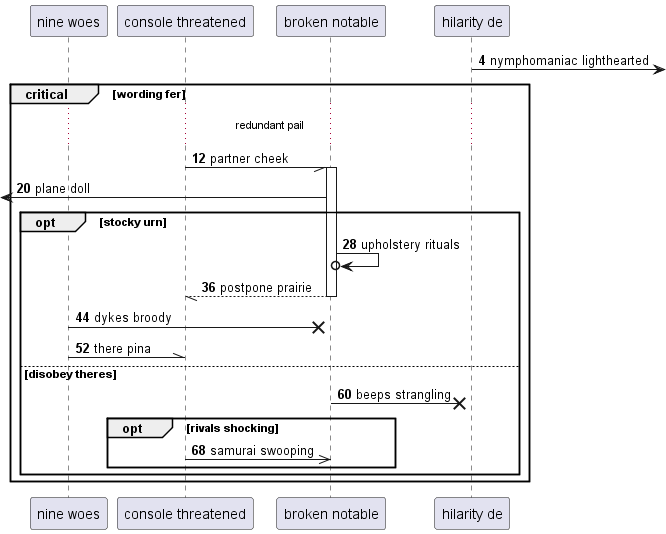 nine woes
console threatened
broken notable
hilarity de
4 nymphomaniac lighthearted
critical [wording fer]
redundant pail
12 partner cheek
20 plane doll
opt [stocky urn]
28 upholstery rituals
36 postpone prairie
44 dykes broody
52 there pina
[disobey theres]
60 beeps strangling
opt [rivals shocking]
68 samurai swooping
nine woes
console threatened
broken notable
hilarity de